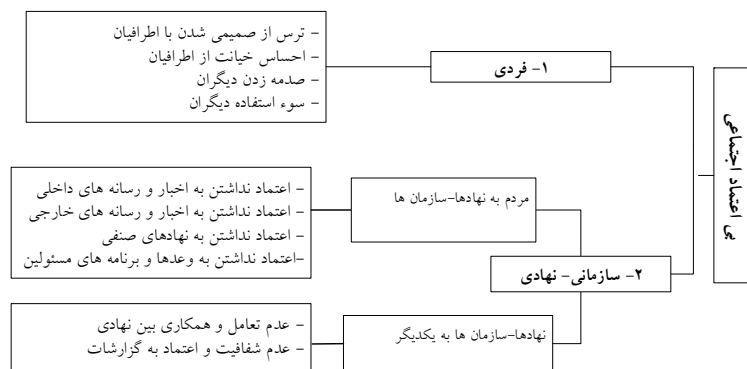 بی اعتماد اجتماعی
۱- فردی
- ترس از صمیمی شدن با اطرافیان
- احساس خیانت از اطرافیان
- صدمه زدن دیگران
- سوء استفاده دیگران
۲- سازمانی- نهادی
مردم به نهادها-سازمان ها
- اعتماد نداشتن به اخبار و رسانه های داخلی
- اعتماد نداشتن به اخبار و رسانه های خارجی
- اعتماد نداشتن به نهادهای صنفی
-اعتماد نداشتن به وعدها و برنامه های مسئولین
نهادها-سازمان ها به یکدیگر
- عدم تعامل و همکاری بین نهادی
- عدم شفافیت و اعتماد به گزارشات